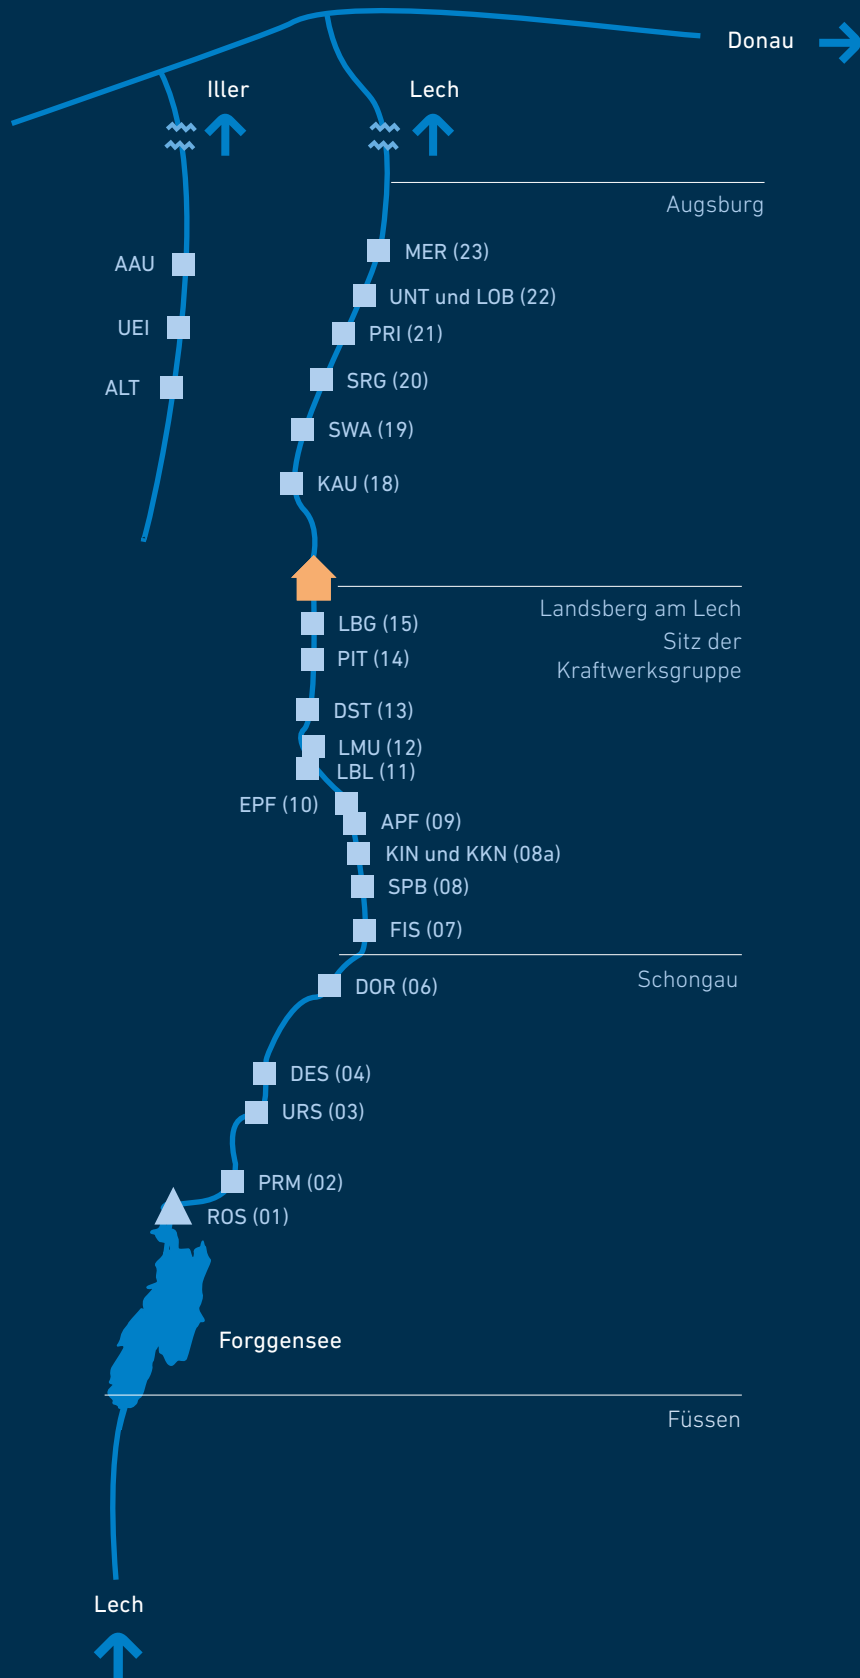 Donau
Iller
Lech
Augsburg
MER (23)
AAU
UNT und LOB (22)
UEI
PRI (21)
SRG (20)
ALT
SWA (19)
KAU (18)
Landsberg am Lech
Sitz der
Kraftwerksgruppe
LBG (15)
PIT (14)
DST (13)
LMU (12)
LBL (11)
EPF (10)
APF (09)
KIN und KKN (08a)
SPB (08)
FIS (07)
Schongau
DOR (06)
DES (04)
URS (03)
PRM (02)
ROS (01)
Forggensee
Füssen
Lech